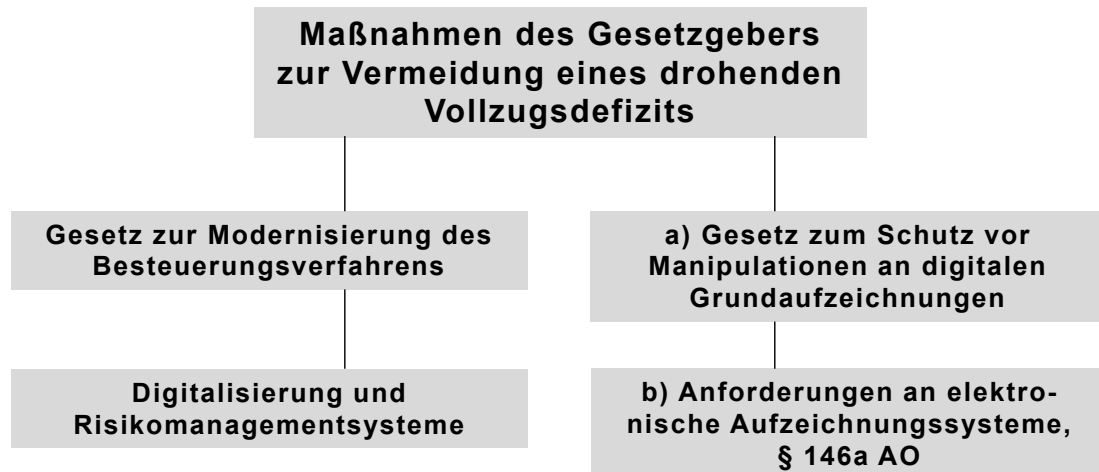 Maßnahmen des Gesetzgebers
zur Vermeidung eines drohenden
Vollzugsdefizits
Gesetz zur Modernisierung des
Besteuerungsverfahrens
a) Gesetz zum Schutz vor
Manipulationen an digitalen
Grundaufzeichnungen
Digitalisierung und
Risikomanagementsysteme
b) Anforderungen an elektro-
nische Aufzeichnungssysteme,
§ 146a AO